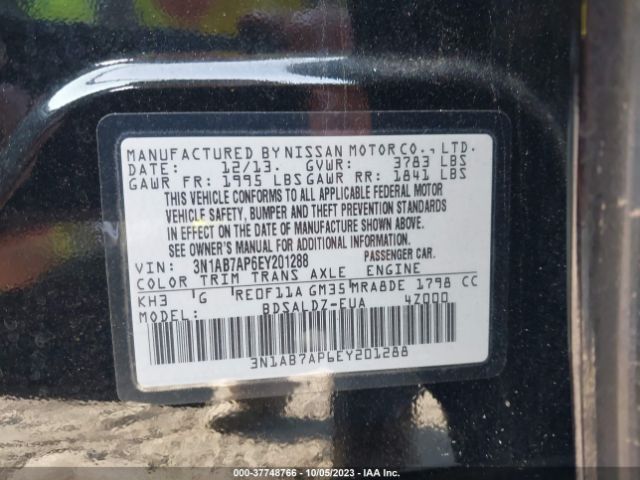 MANUFACTURED BY NISSAN MOTOR CO., LTD.
DATE: 12/13. GVWR: 3783 LBS
GAWR FR: 1995 LBS GAWR RR: 1841 LBS
THIS VEHICLE CONFORMS TO ALL APPLICABLE FEDERAL MOTOR
VEHICLE SAFETY, BUMPER AND THEFT PREVENTION STANDARDS
IN EFFECT ON THE DATE OF MANUFACTURE SHOWN ABOVE.
SEE OWNER'S MANUAL FOR ADDITIONAL INFORMATION.
VIN: 3N1AB7AP6EY201288 PASSENGER CAR.
COLOR TRIM TRANS AXLE ENGINE
KH3 G RE0F11A GM35 MRA8DE 1798 CC
MODEL: BDSALDZ-EUA 4Z000
3N1AB7AP6EY201288
000-37748766 - 10/05/2023 - IAA Inc.